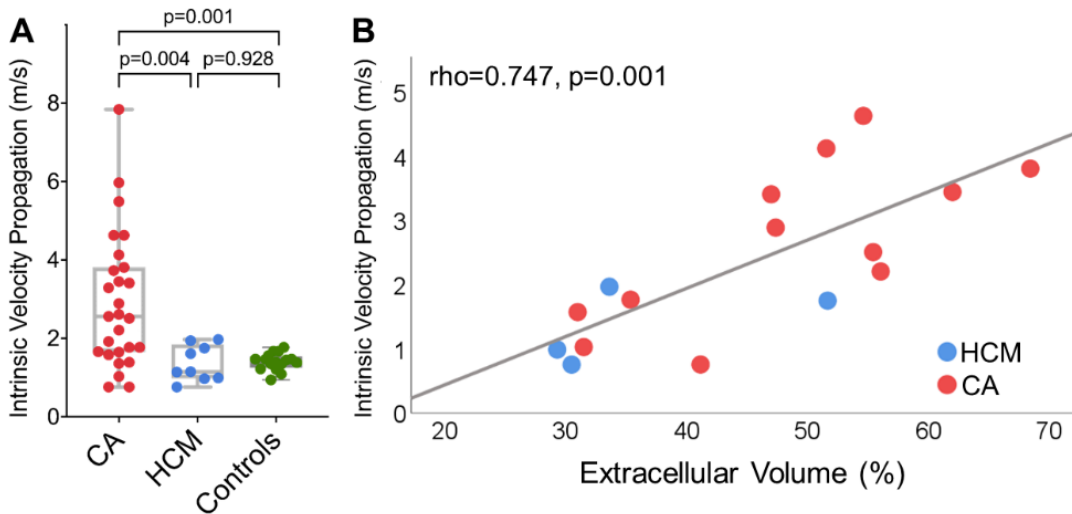 A
p=0.001
p=0.004
p=0.928
Intrinsic Velocity Propagation (m/s)
8
6
4
2
0
CA
HCM
Controls
B
rho=0.747, p=0.001
Intrinsic Velocity Propagation (m/s)
5
4
3
2
1
0
HCM
CA
20 30 40 50 60 70
Extracellular Volume (%)